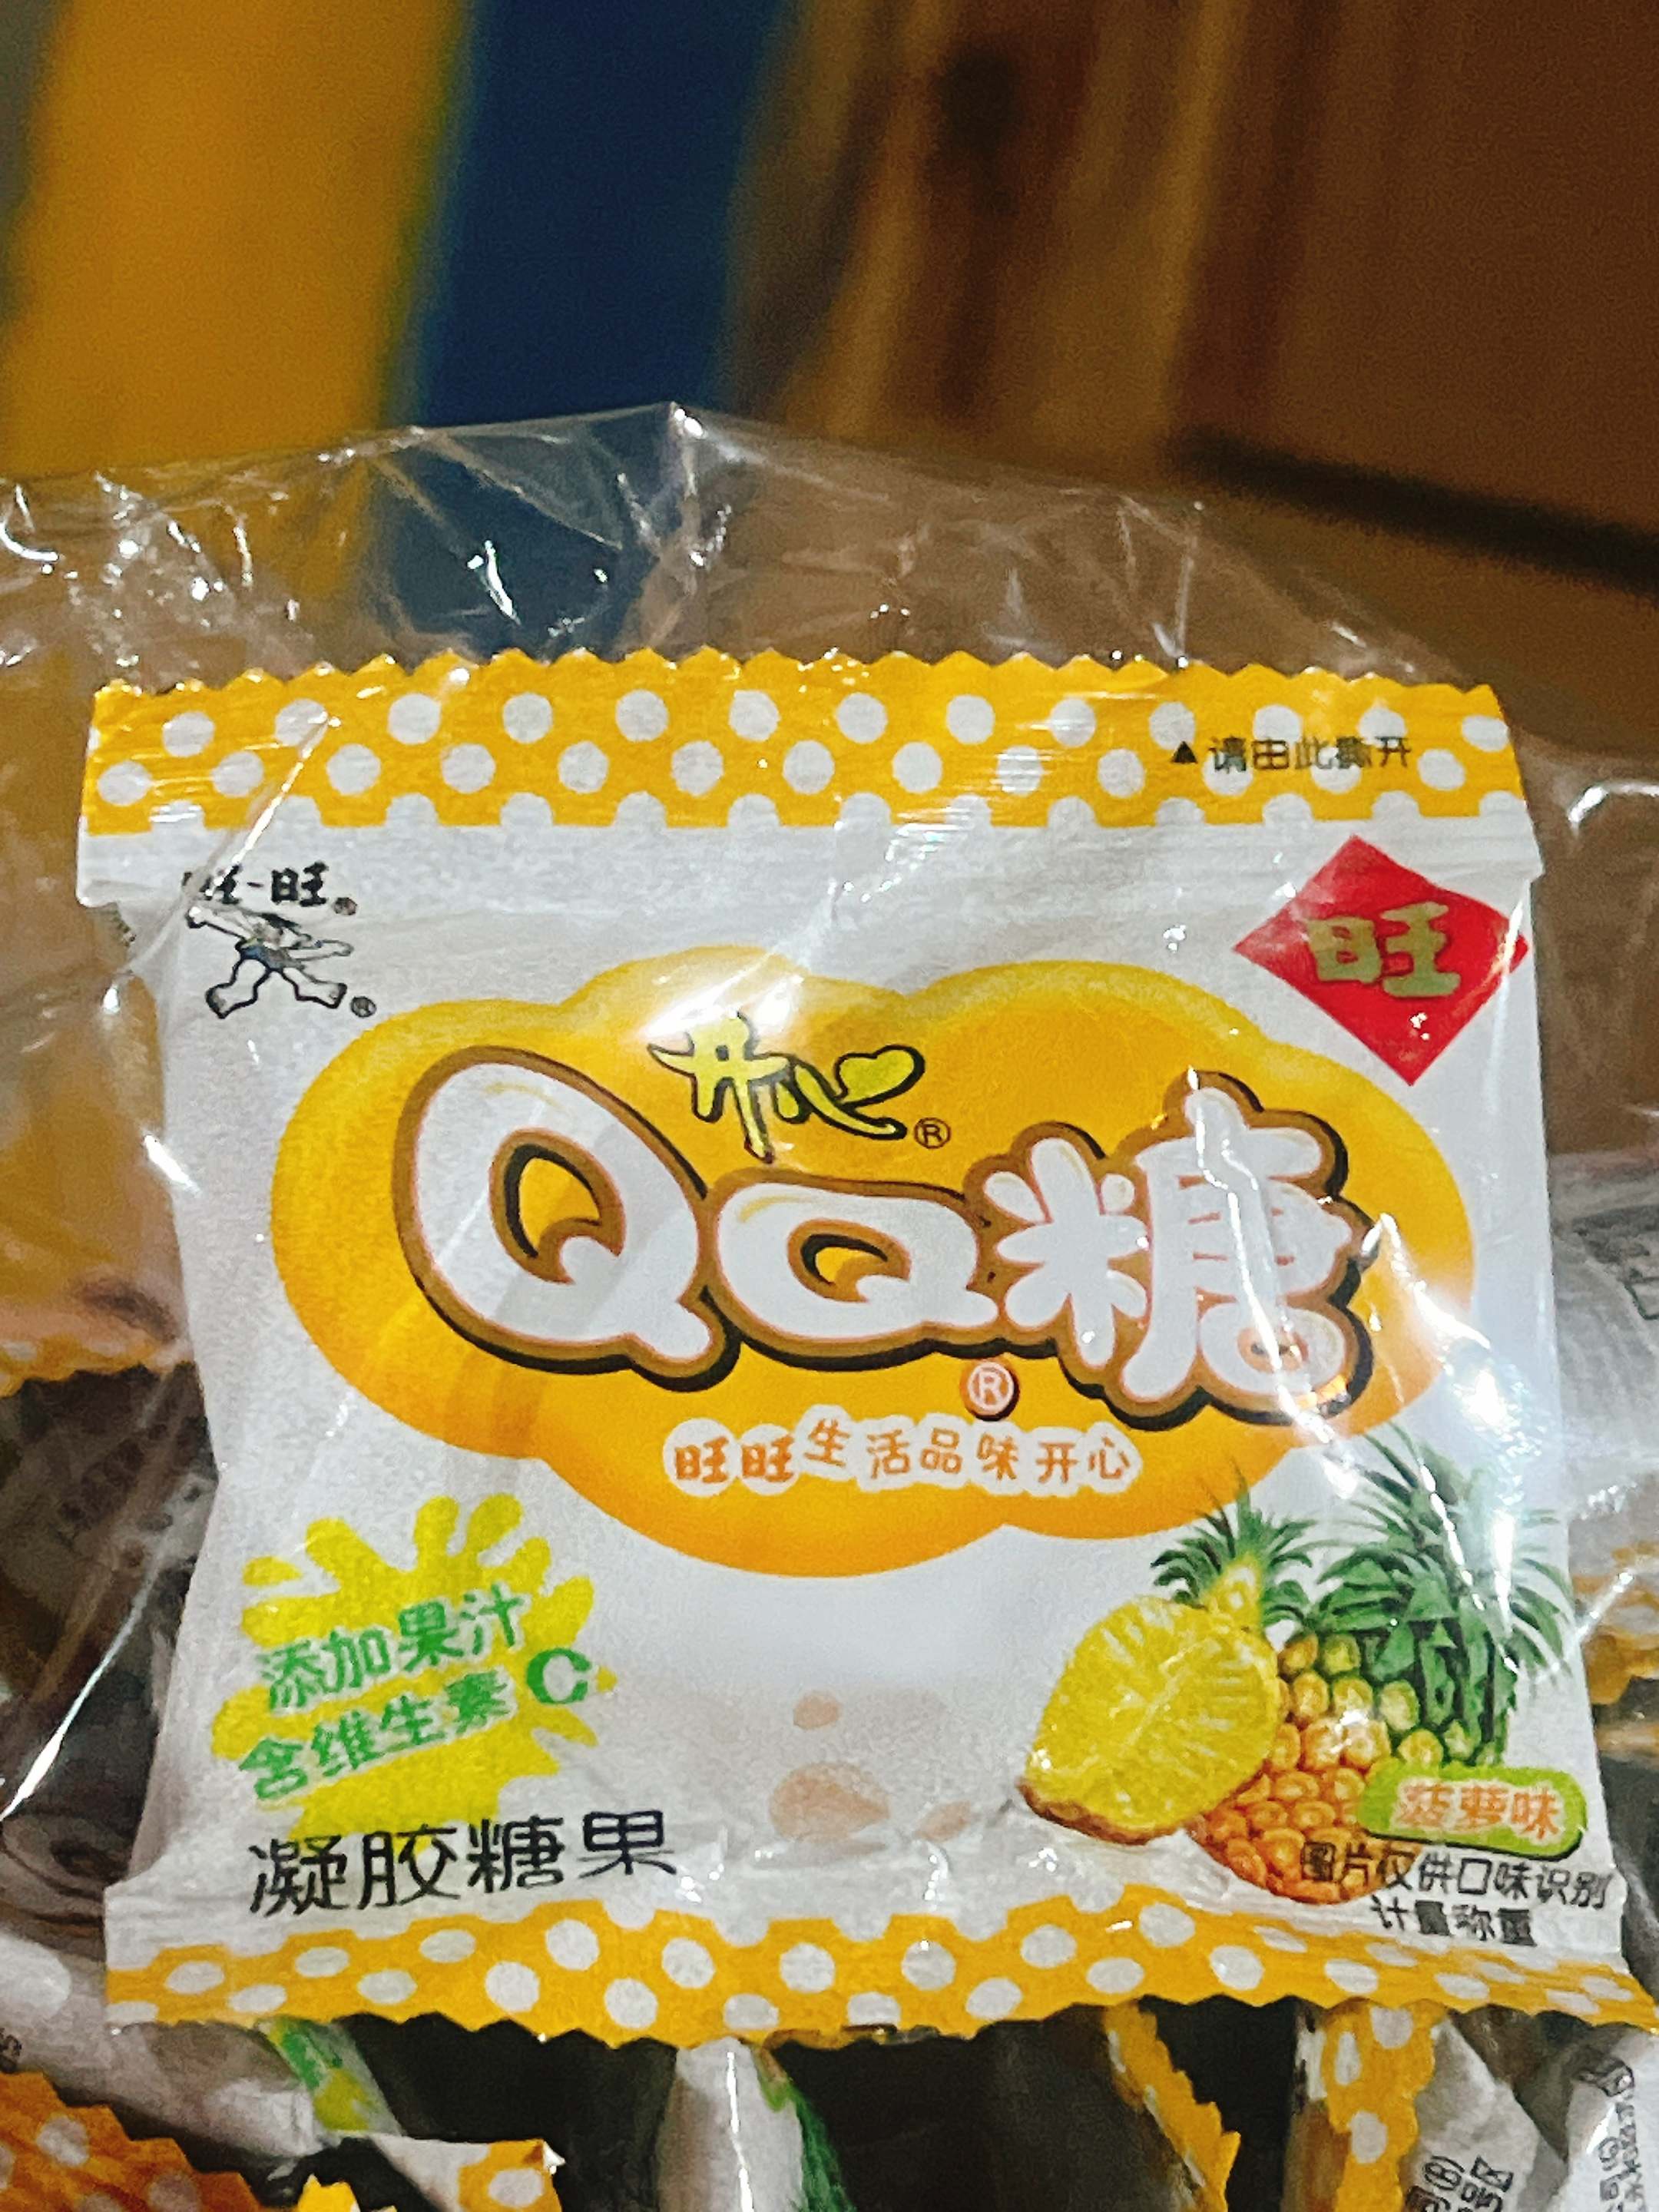 ▲请由此撕开
旺-旺®
®
旺
开心®
QQ糖
®
旺旺生活品味开心
添加果汁
含维生素C
凝胶糖果
菠萝味
图片仅供口味识别
计量称重